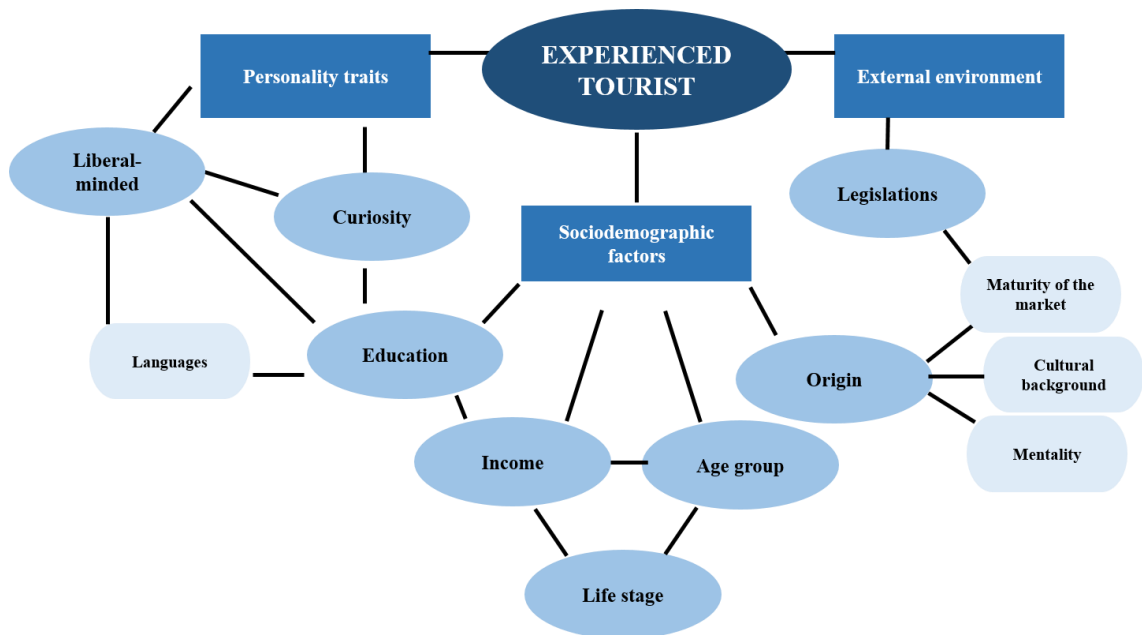 EXPERIENCED
TOURIST
Personality traits
External environment
Liberal-
minded
Curiosity
Legislations
Sociodemographic
factors
Maturity of the
market
Languages
Education
Origin
Cultural
background
Income
Age group
Mentality
Life stage